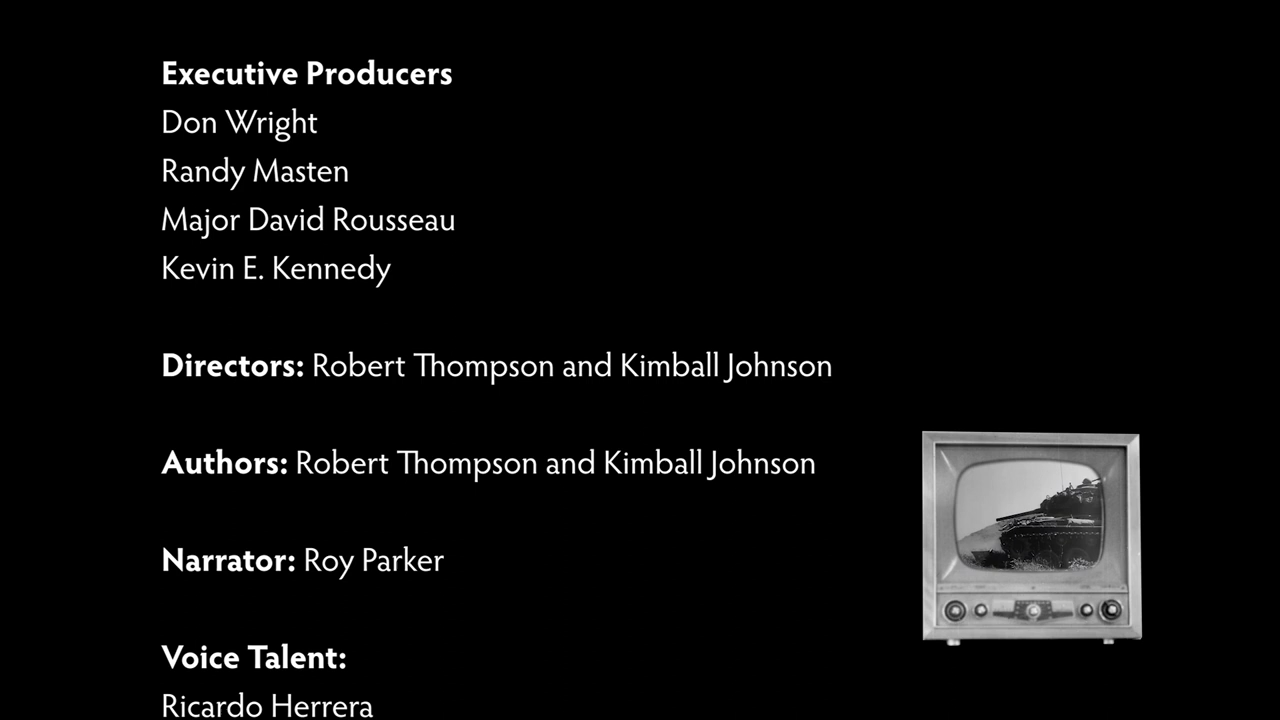 Executive Producers
Don Wright
Randy Masten
Major David Rousseau
Kevin E. Kennedy
Directors: Robert Thompson and Kimball Johnson
Authors: Robert Thompson and Kimball Johnson
Narrator: Roy Parker
Voice Talent:
Ricardo Herrera